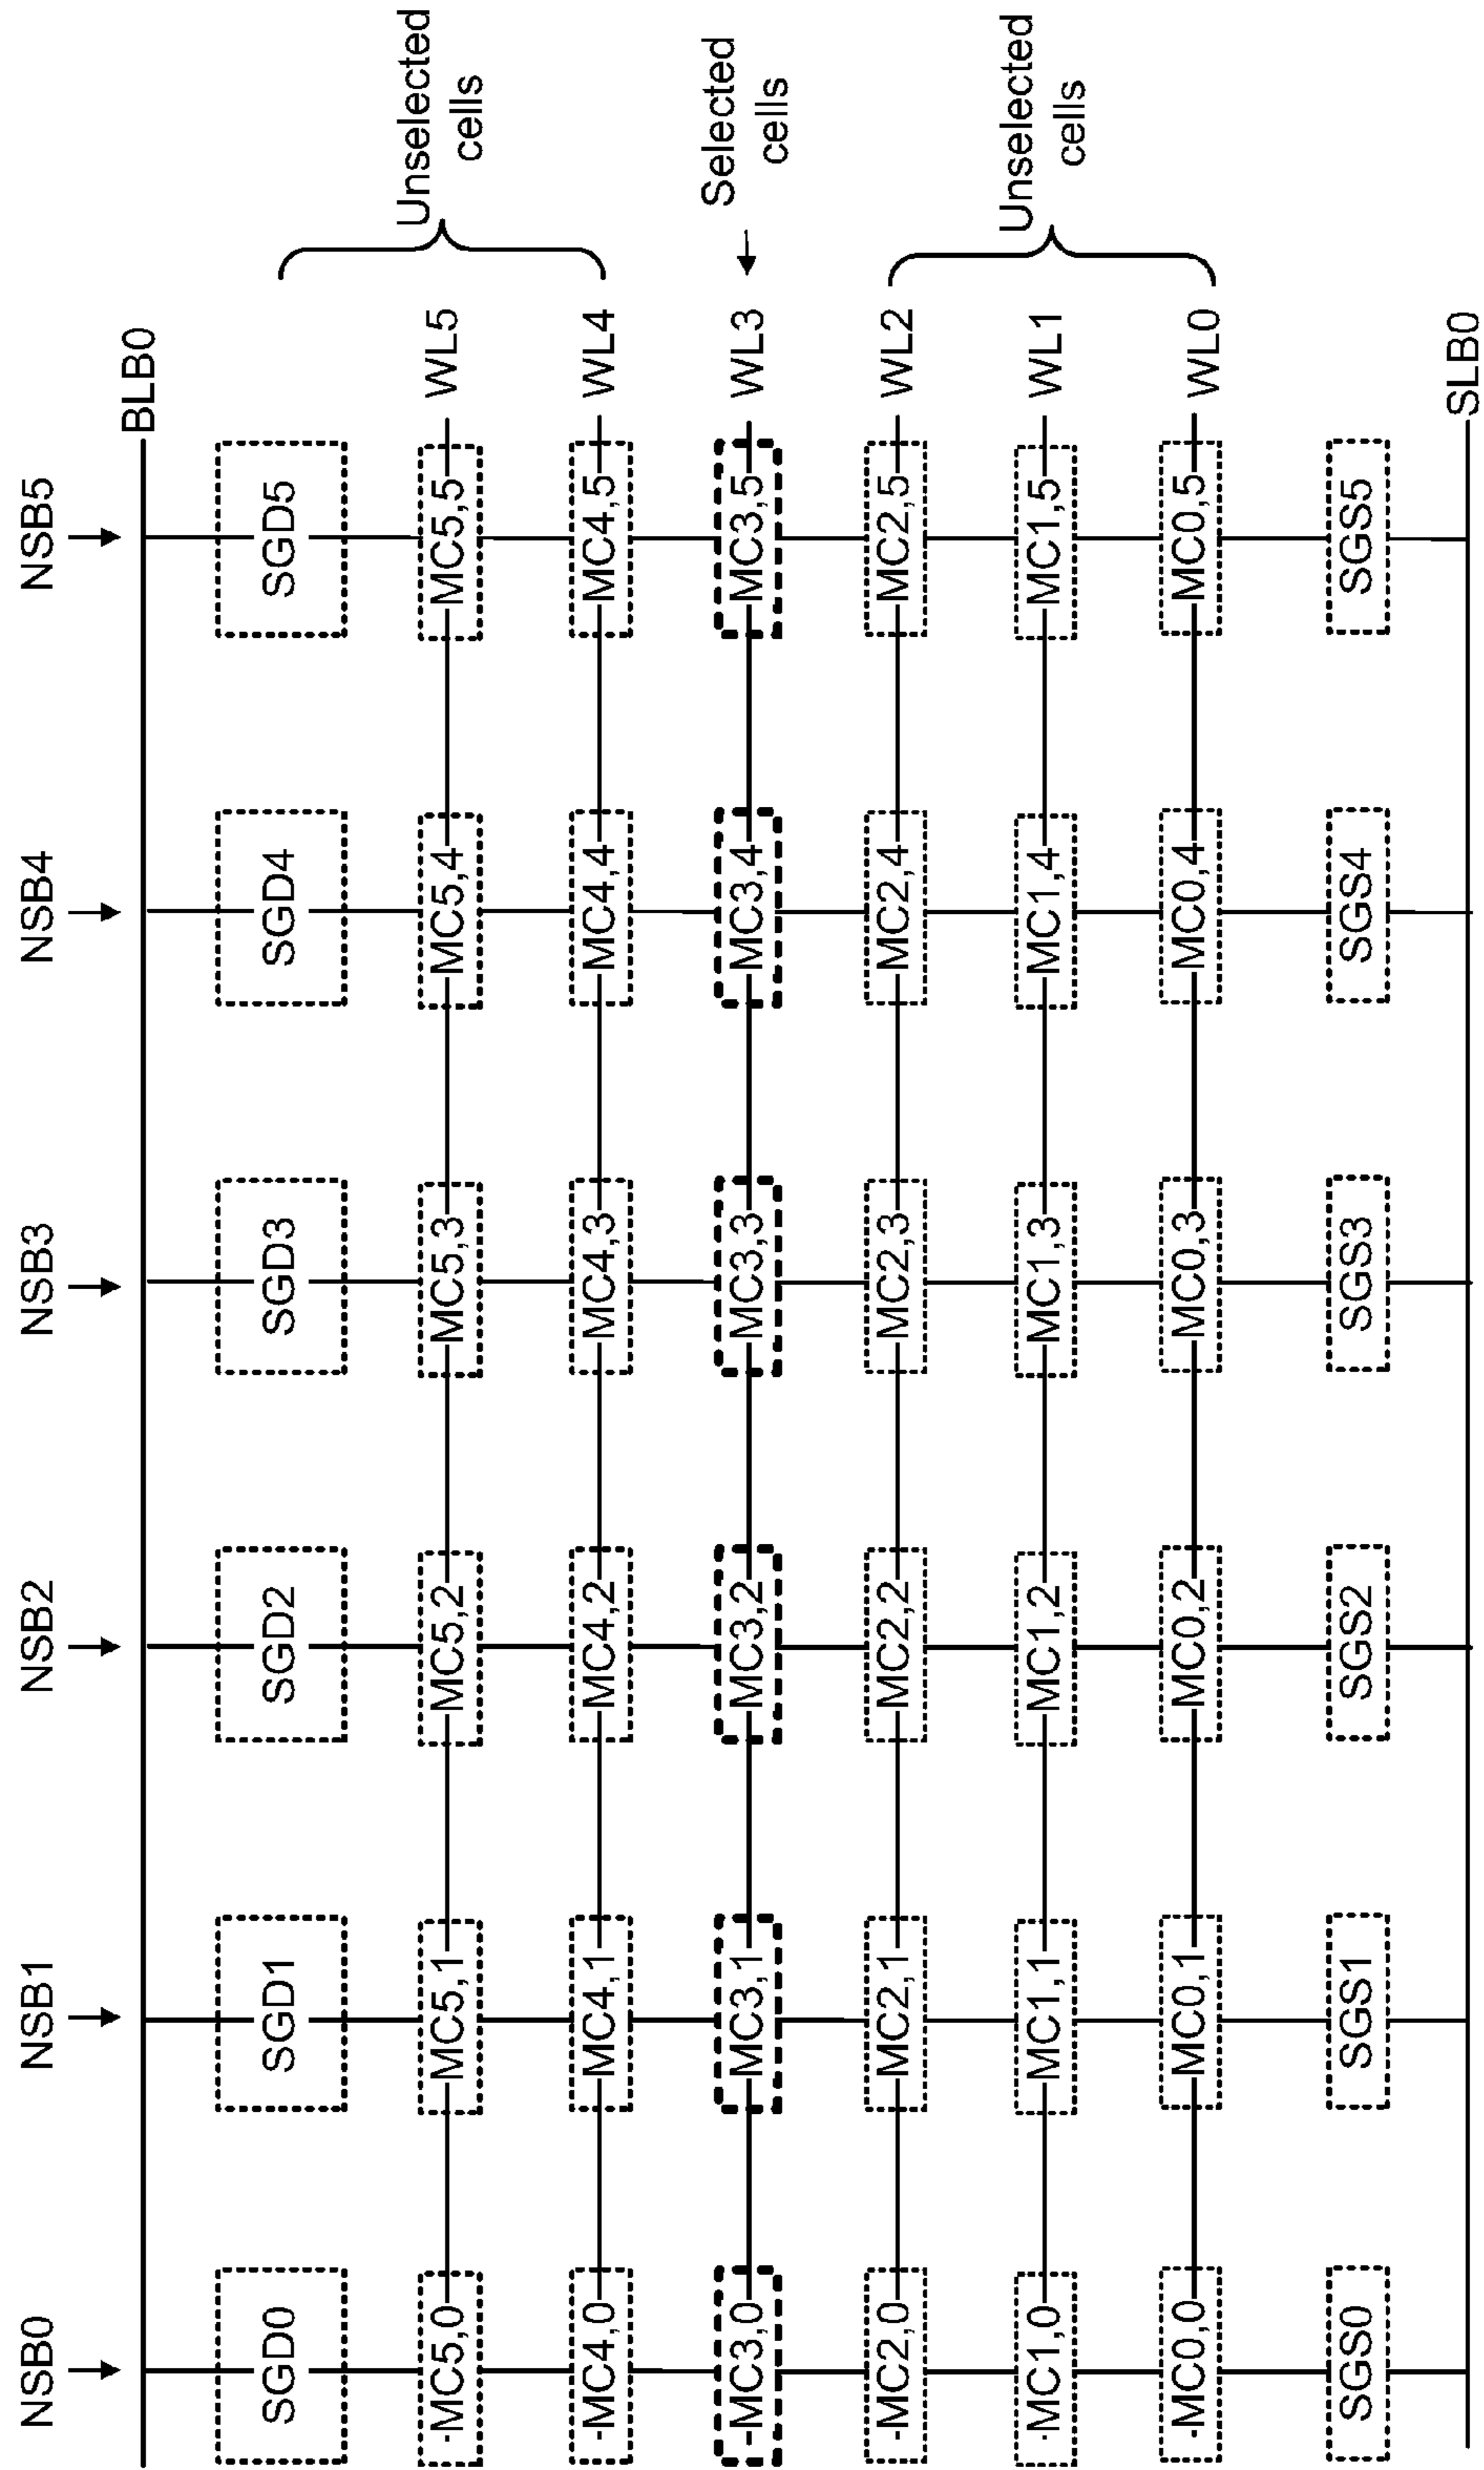 NSB0 NSB1 NSB2 NSB3 NSB4 NSB5
BLB0
SGD0 SGD1 SGD2 SGD3 SGD4 SGD5
MC5,0 MC5,1 MC5,2 MC5,3 MC5,4 MC5,5 WL5
Unselected
cells
MC4,0 MC4,1 MC4,2 MC4,3 MC4,4 MC4,5 WL4
MC3,0 MC3,1 MC3,2 MC3,3 MC3,4 MC3,5 WL3
Selected
cells
MC2,0 MC2,1 MC2,2 MC2,3 MC2,4 MC2,5 WL2
MC1,0 MC1,1 MC1,2 MC1,3 MC1,4 MC1,5 WL1
Unselected
cells
MC0,0 MC0,1 MC0,2 MC0,3 MC0,4 MC0,5 WL0
SGS0 SGS1 SGS2 SGS3 SGS4 SGS5
SLB0